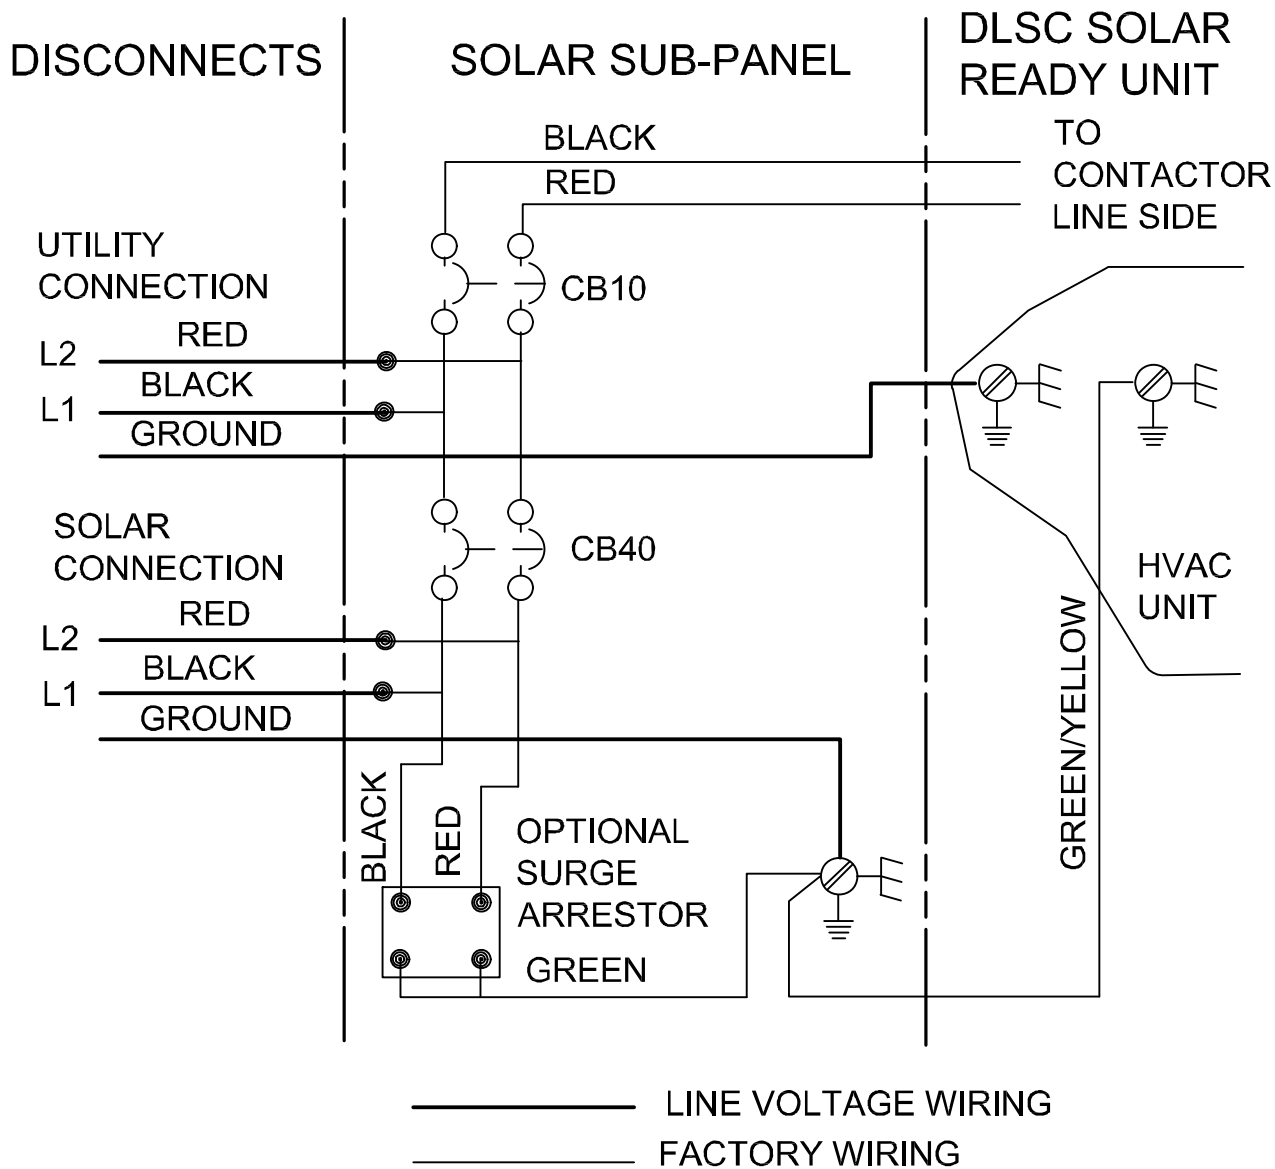 DISCONNECTS
SOLAR SUB-PANEL
DLSC SOLAR
READY UNIT
BLACK
RED
TO
CONTACTOR
LINE SIDE
UTILITY
CONNECTION
CB10
L2
RED
BLACK
L1
GROUND
SOLAR
CONNECTION
CB40
HVAC
UNIT
L2
RED
BLACK
L1
GROUND
GREEN/YELLOW
BLACK
RED
OPTIONAL
SURGE
ARRESTOR
GREEN
LINE VOLTAGE WIRING
FACTORY WIRING